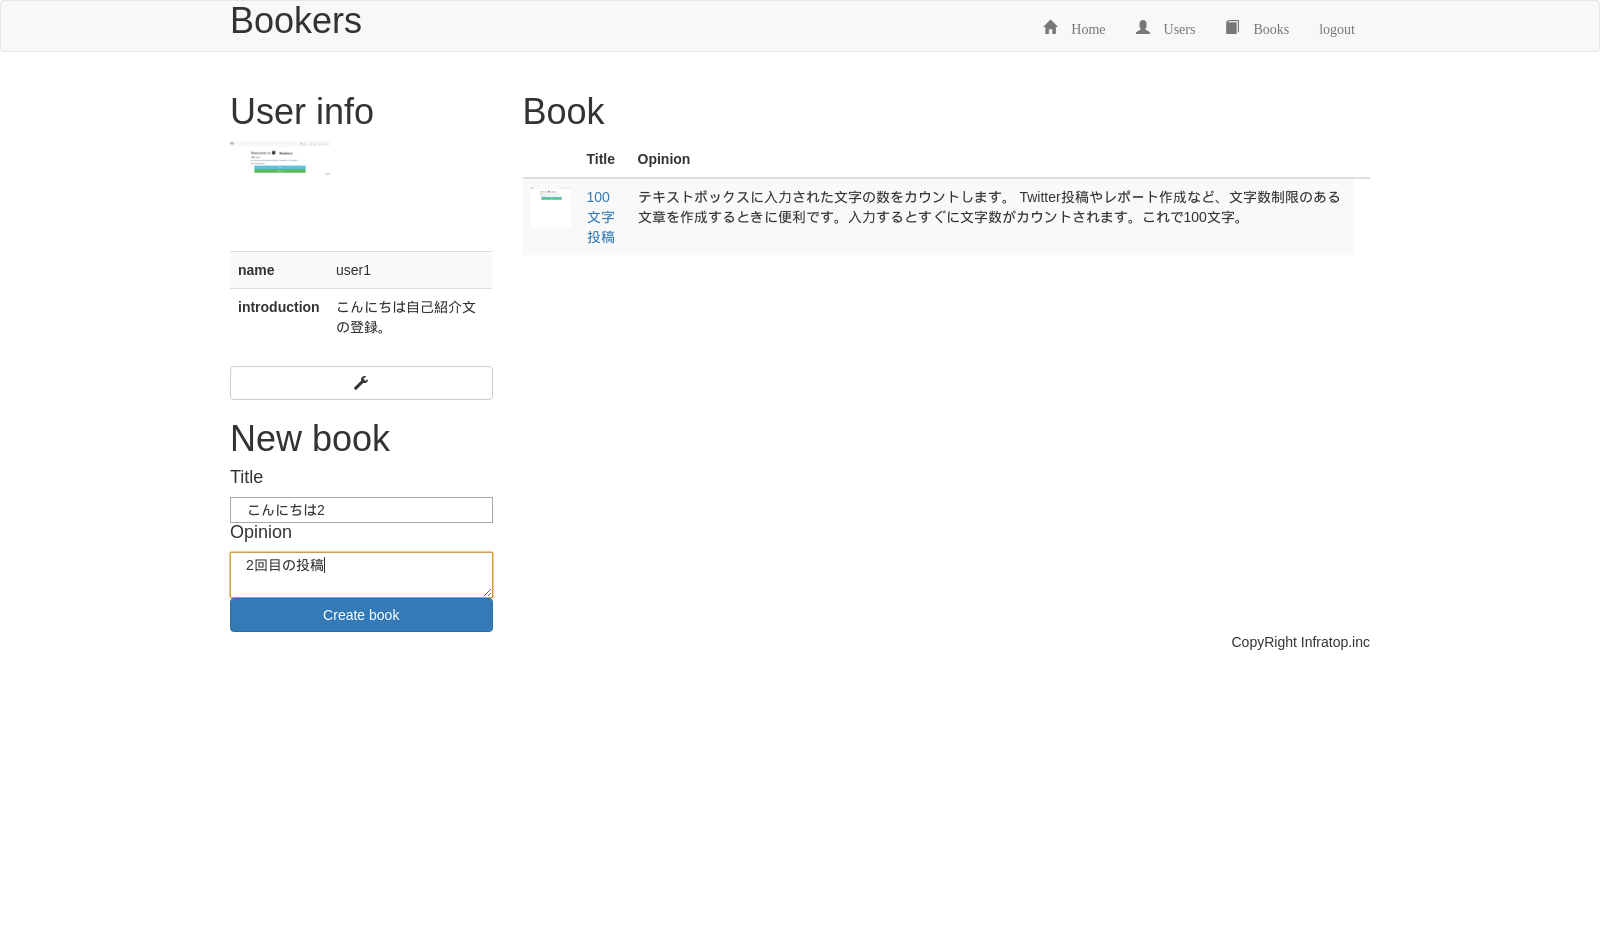 Bookers
Home Users Books logout
User info
name user1
introduction こんにちは自己紹介文
の登録。
New book
Title
こんにちは2
Opinion
2回目の投稿
Create book
Book
Title Opinion
100
文字
投稿
テキストボックスに入力された文字の数をカウントします。 Twitter投稿やレポート作成など、文字数制限のある
文章を作成するときに便利です。入力するとすぐに文字数がカウントされます。これで100文字。
CopyRight Infratop.inc